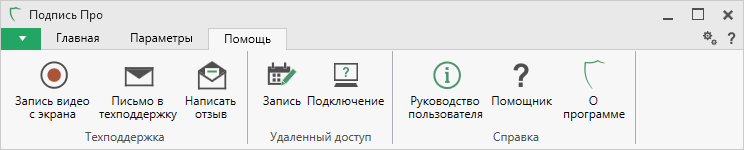 Подпись Про
Главная Параметры Помощь
?
Запись видео
с экрана
Письмо в
техподдержку
Написать
отзыв
Техподдержка
Запись
Подключение
Удаленный доступ
Руководство
пользователя
Помощник
О
программе
Справка